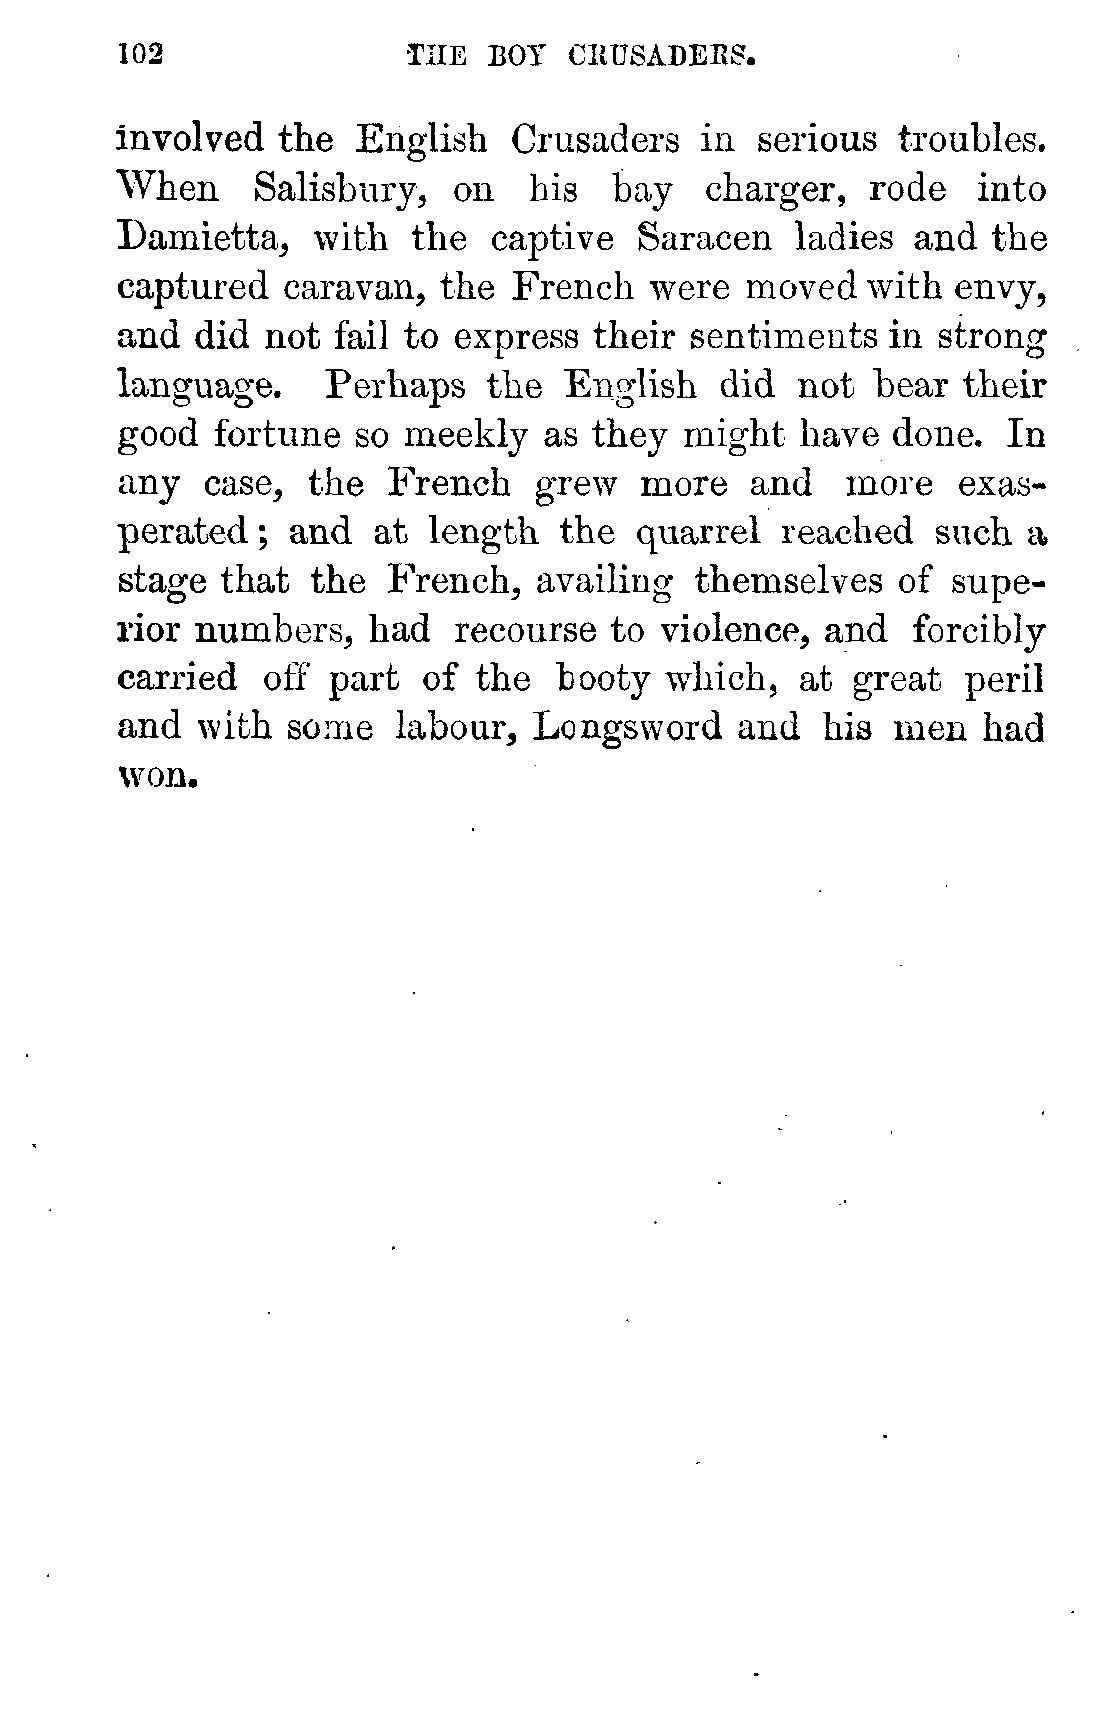 102 THE BOY CRUSADERS.
involved the English Crusaders in serious troubles.
When Salisbury, on his bay charger, rode into
Damietta, with the captive Saracen ladies and the
captured caravan, the French were moved with envy,
and did not fail to express their sentiments in strong
language. Perhaps the English did not bear their
good fortune so meekly as they might have done. In
any case, the French grew more and more exas-
perated; and at length the quarrel reached such a
stage that the French, availing themselves of supe-
rior numbers, had recourse to violence, and forcibly
carried off part of the booty which, at great peril
and with some labour, Longsword and his men had
won.